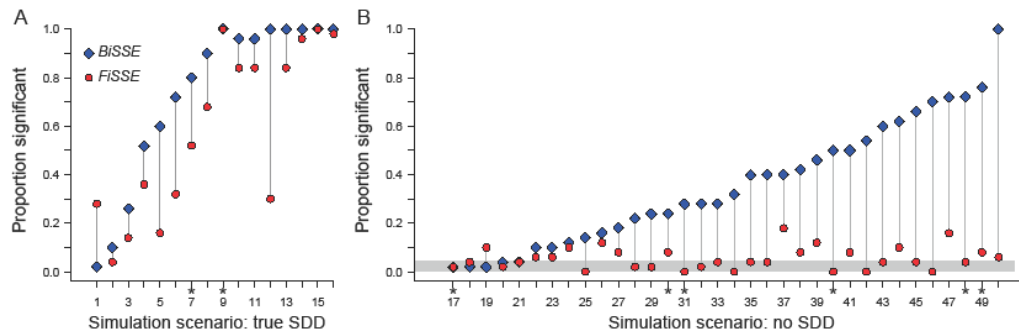 A
Proportion significant
1.0
0.8
0.6
0.4
0.2
0.0
BiSSE
FiSSE
1 3 5 7 9 11 13 15
* *
Simulation scenario: true SDD
B
Proportion significant
1.0
0.8
0.6
0.4
0.2
0.0
17 19 21 23 25 27 29 31 33 35 37 39 41 43 45 47 49
* * * * * *
Simulation scenario: no SDD